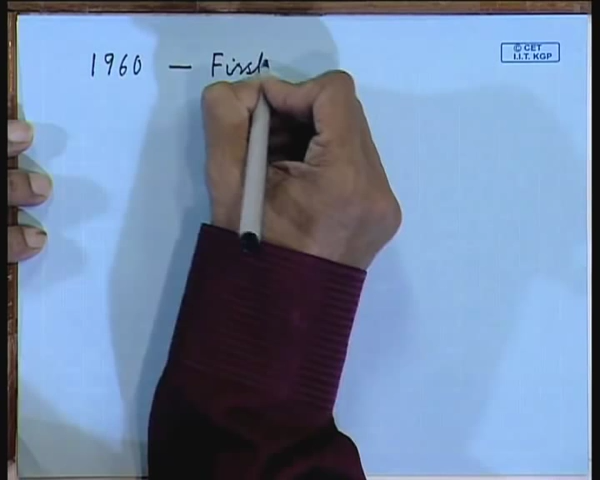 1960 — First
© CET
I.I.T. KGP